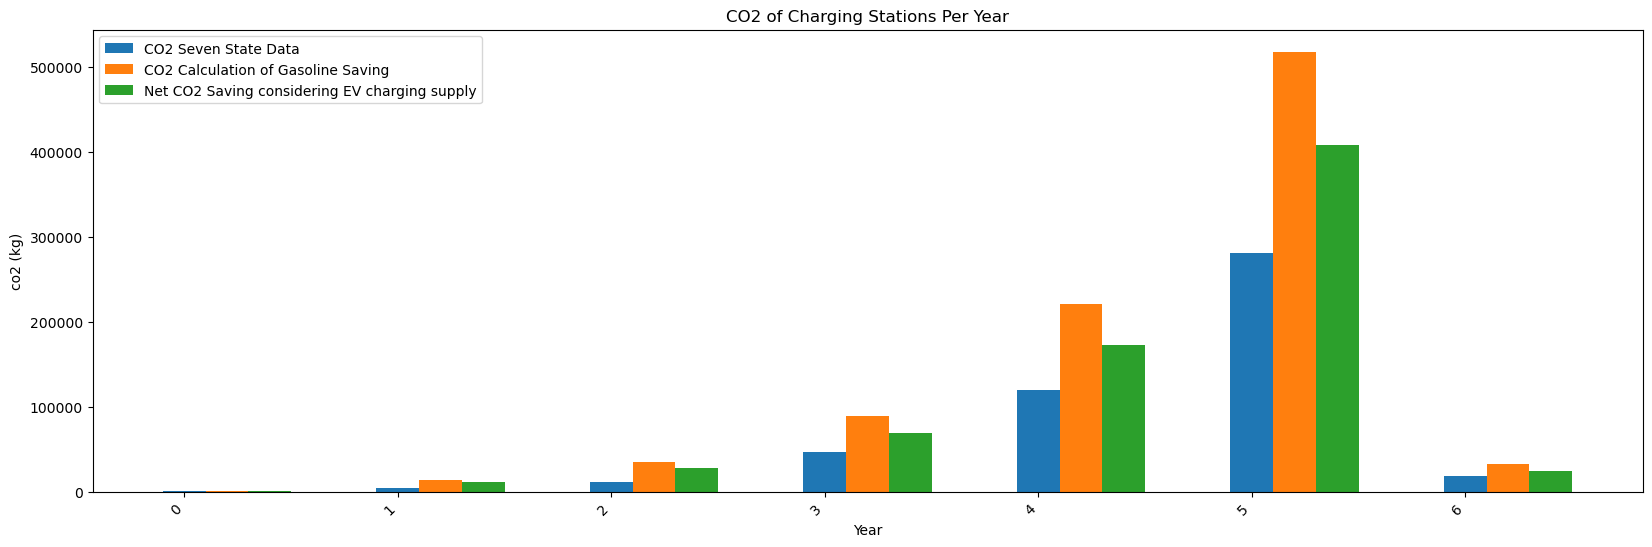 CO2 of Charging Stations Per Year
CO2 Seven State Data
CO2 Calculation of Gasoline Saving
Net CO2 Saving considering EV charging supply
co2 (kg)
500000
400000
300000
200000
100000
0
0 1 2 3 4 5 6
Year